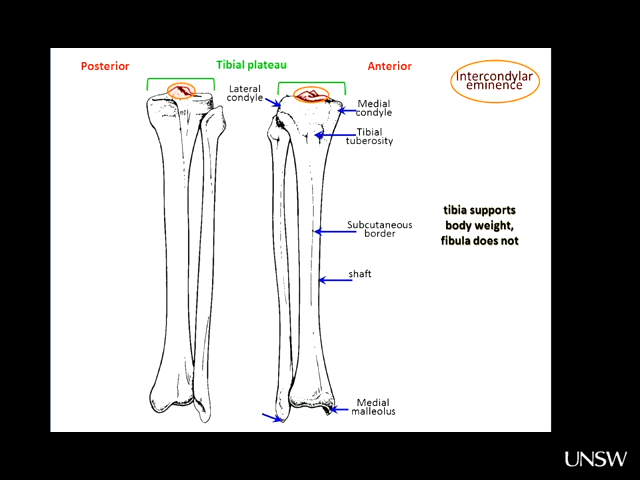 Posterior
Tibial plateau
Anterior
Intercondylar
eminence
Lateral
condyle
Medial
condyle
Tibial
tuberosity
tibia supports
body weight,
fibula does not
Subcutaneous
border
shaft
Medial
malleolus
UNSW